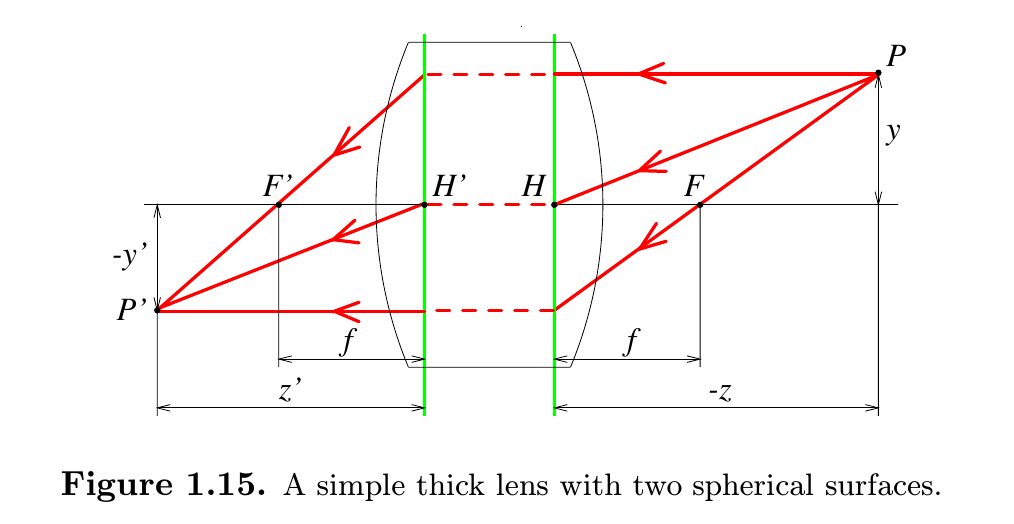 P
y
F' H' H F
-y'
P'
f f
z' -z
Figure 1.15. A simple thick lens with two spherical surfaces.